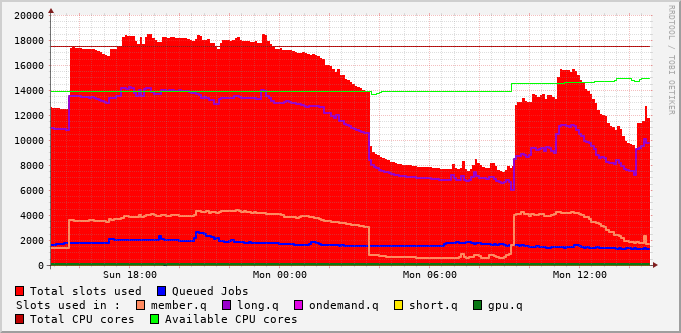 RRDTOOL / TOBI OETIKER
20000
18000
16000
14000
12000
10000
8000
6000
4000
2000
0
Sun 18:00 Mon 00:00 Mon 06:00 Mon 12:00
Total slots used Queued Jobs
Slots used in : member.q long.q ondemand.q short.q gpu.q
Total CPU cores Available CPU cores